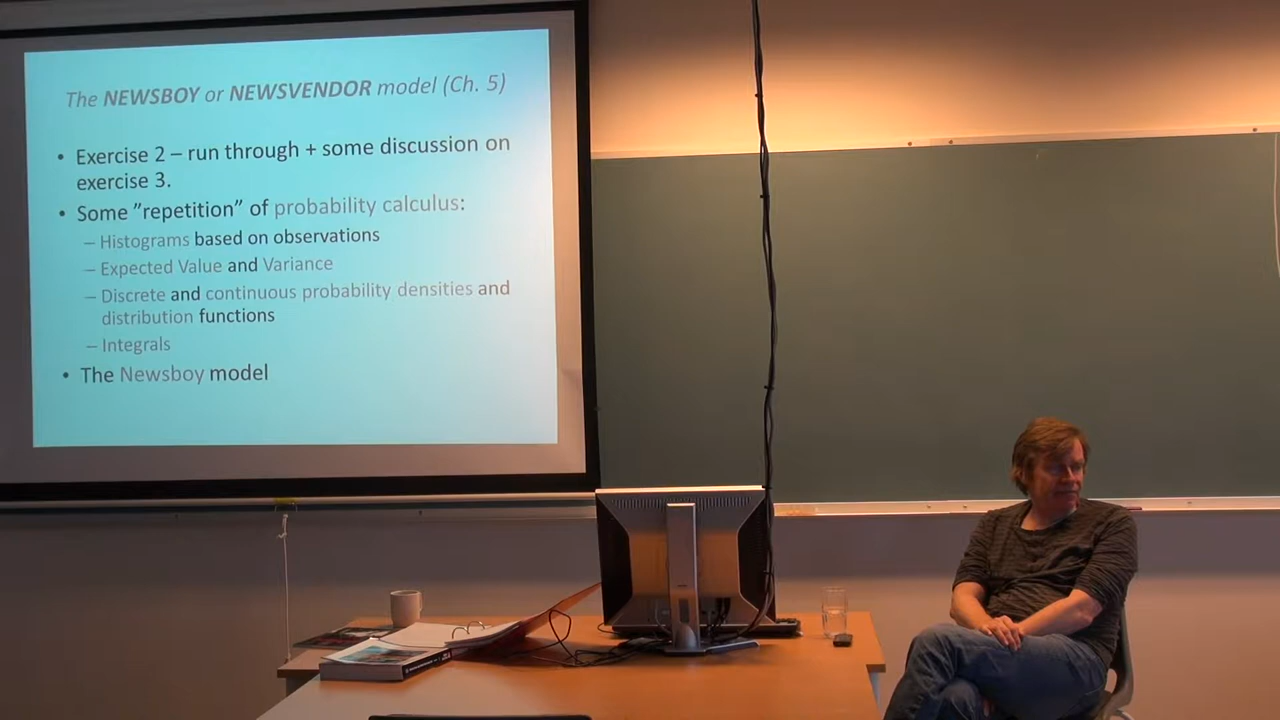 The NEWSBOY or NEWSVENDOR model (Ch. 5)
• Exercise 2 – run through + some discussion on
exercise 3.
• Some ”repetition” of probability calculus:
– Histograms based on observations
– Expected Value and Variance
– Discrete and continuous probability densities and
distribution functions
– Integrals
• The Newsboy model